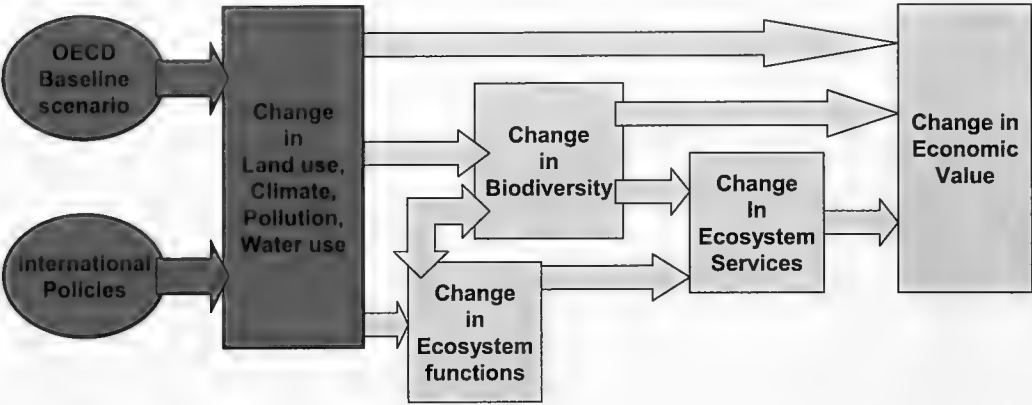 OECD
Baseline
scenario
International
Policies
Change
in
Land use,
Climate,
Pollution,
Water use
Change
in
Biodiversity
Change
in
Ecosystem
functions
Change
In
Ecosystem
Services
Change in
Economic
Value